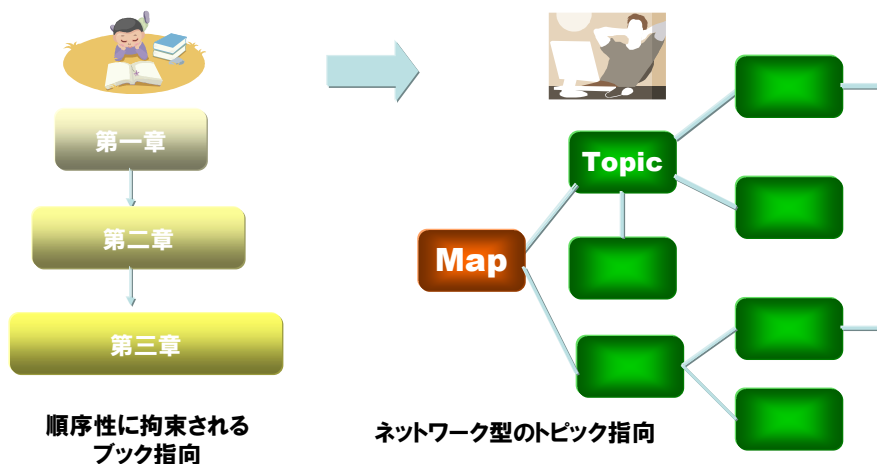 第一章
第二章
第三章
順序性に拘束される
ブック指向
Topic
Map
ネットワーク型のトピック指向